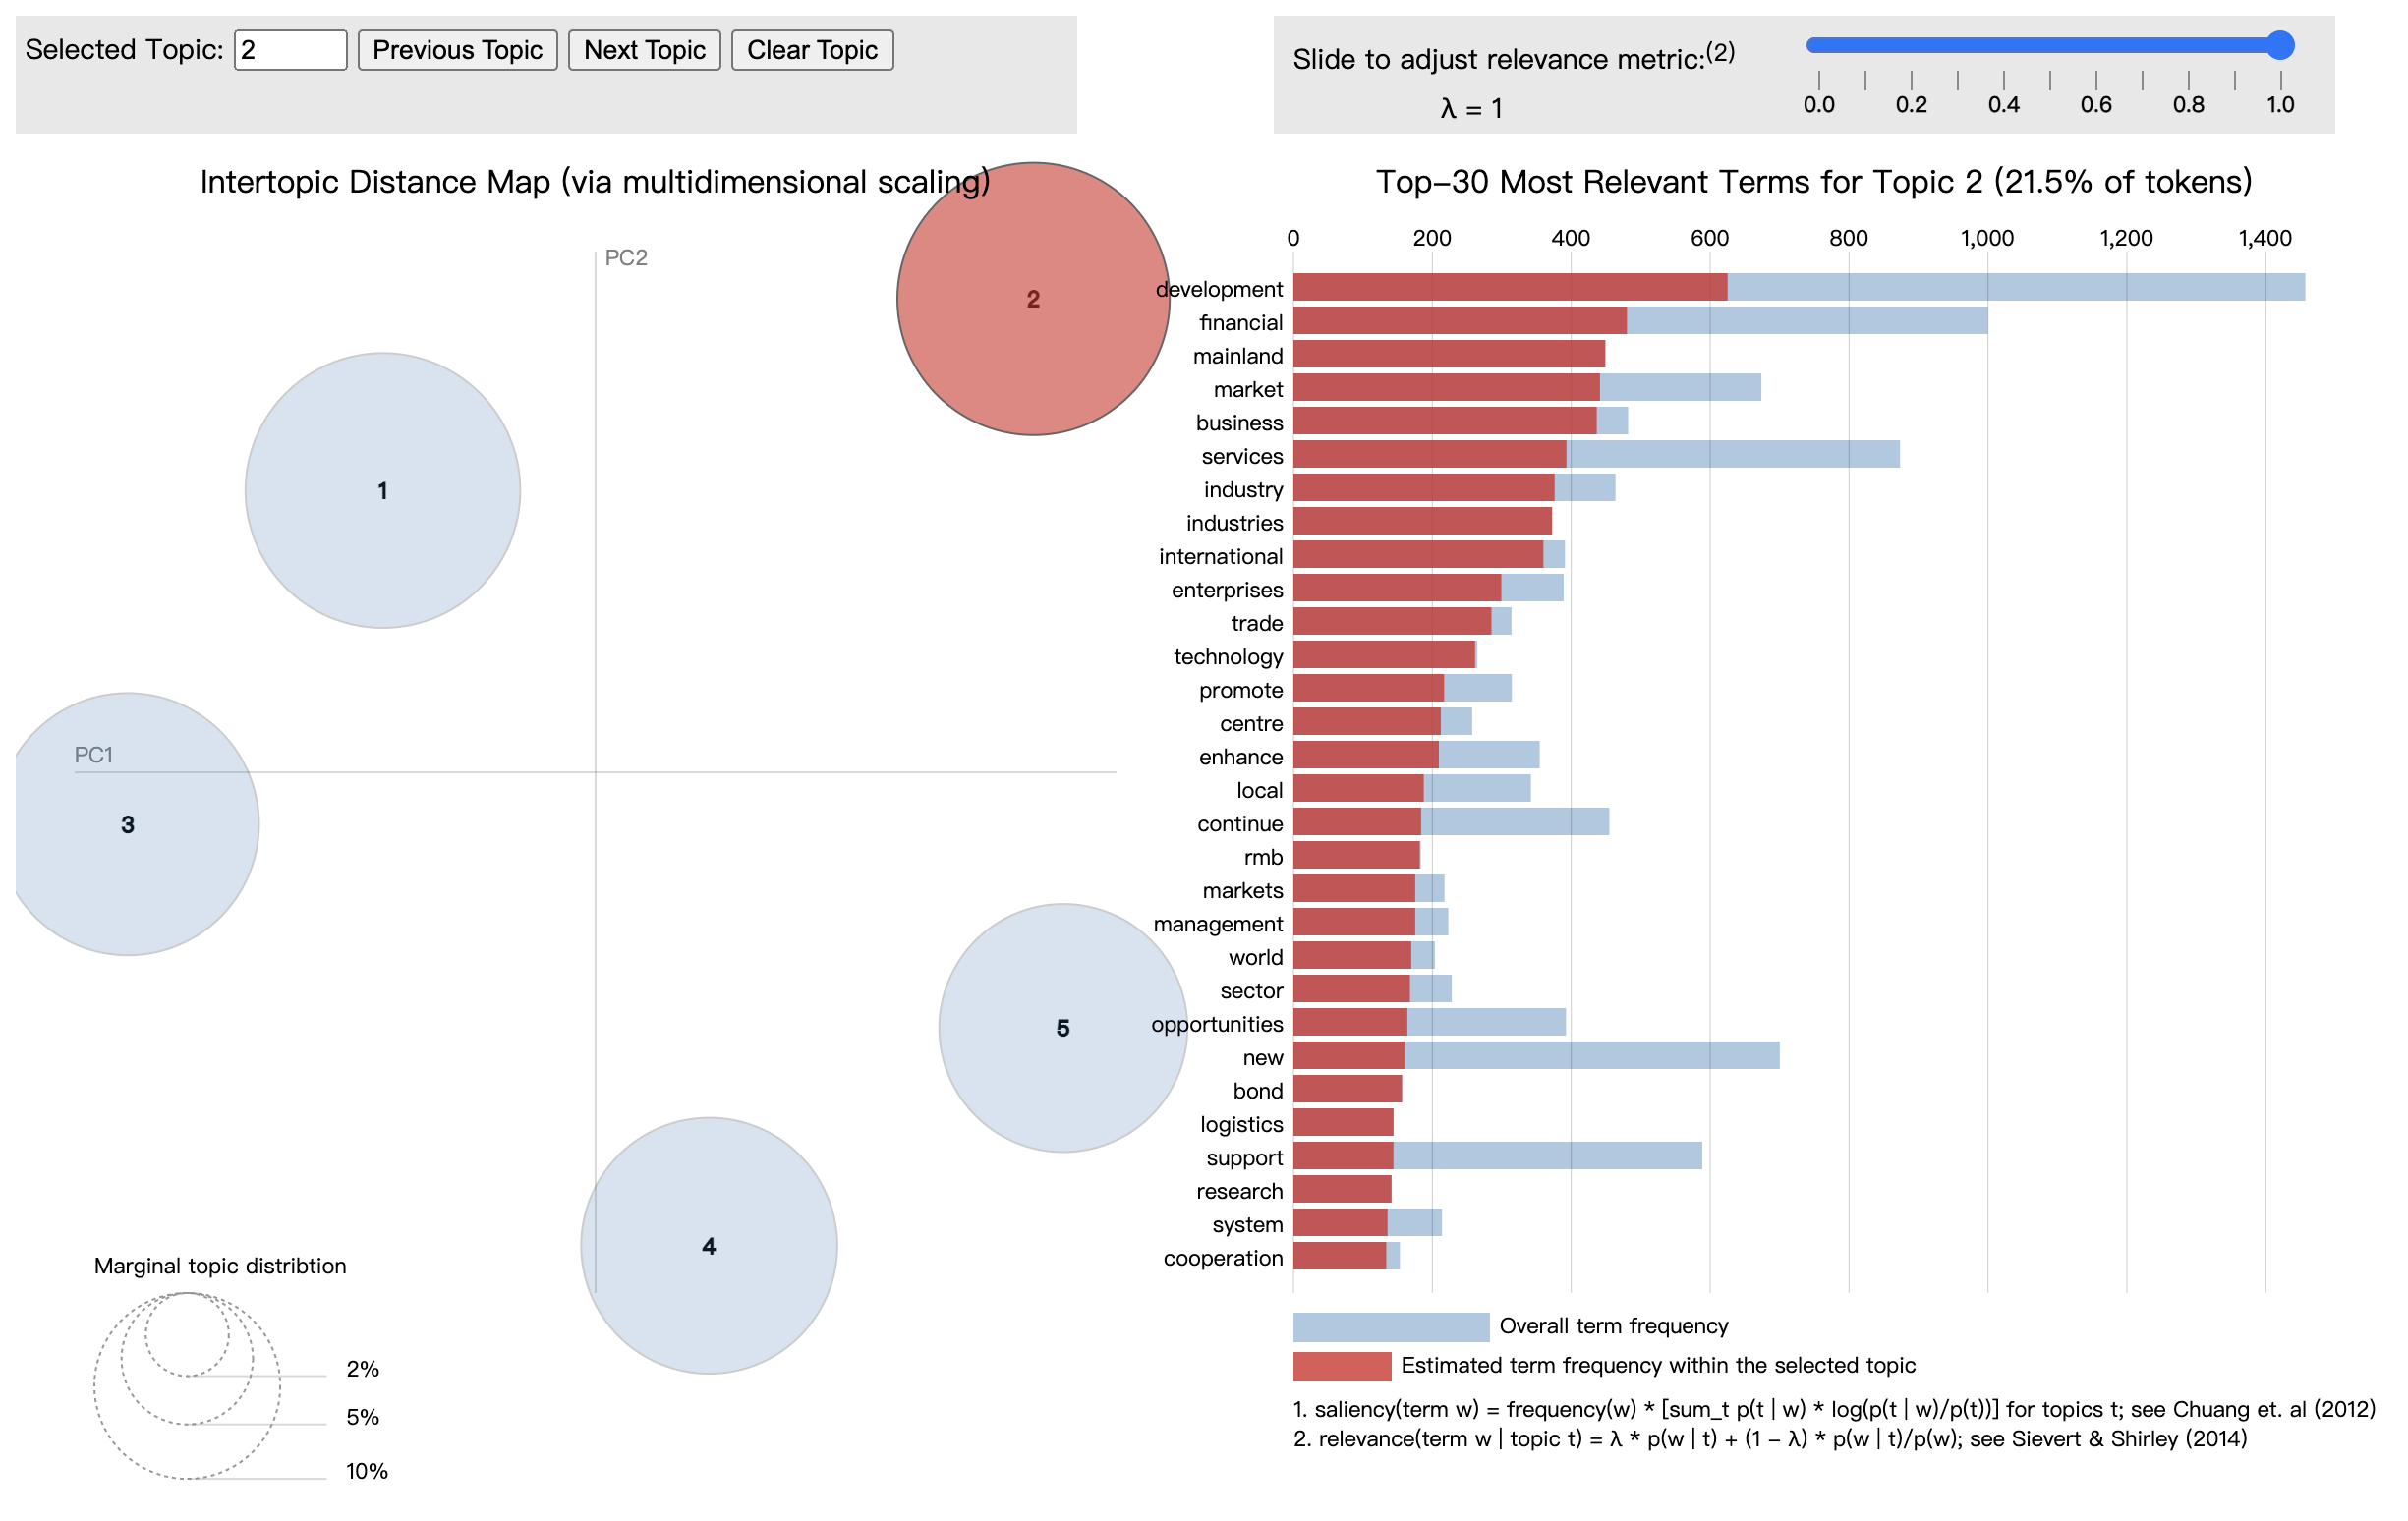 Selected Topic: 2 Previous Topic Next Topic Clear Topic
Slide to adjust relevance metric:(2)
λ = 1
0.0 0.2 0.4 0.6 0.8 1.0
Intertopic Distance Map (via multidimensional scaling)
PC2
PC1
1
2
3
4
5
Marginal topic distribtion
2%
5%
10%
Top-30 Most Relevant Terms for Topic 2 (21.5% of tokens)
0 200 400 600 800 1,000 1,200 1,400
development
financial
mainland
market
business
services
industry
industries
international
enterprises
trade
technology
promote
centre
enhance
local
continue
rmb
markets
management
world
sector
opportunities
new
bond
logistics
support
research
system
cooperation
Overall term frequency
Estimated term frequency within the selected topic
1. saliency(term w) = frequency(w) * [sum_t p(t | w) * log(p(t | w)/p(t))] for topics t; see Chuang et. al (2012)
2. relevance(term w | topic t) = λ * p(w | t) + (1 - λ) * p(w | t)/p(w); see Sievert & Shirley (2014)